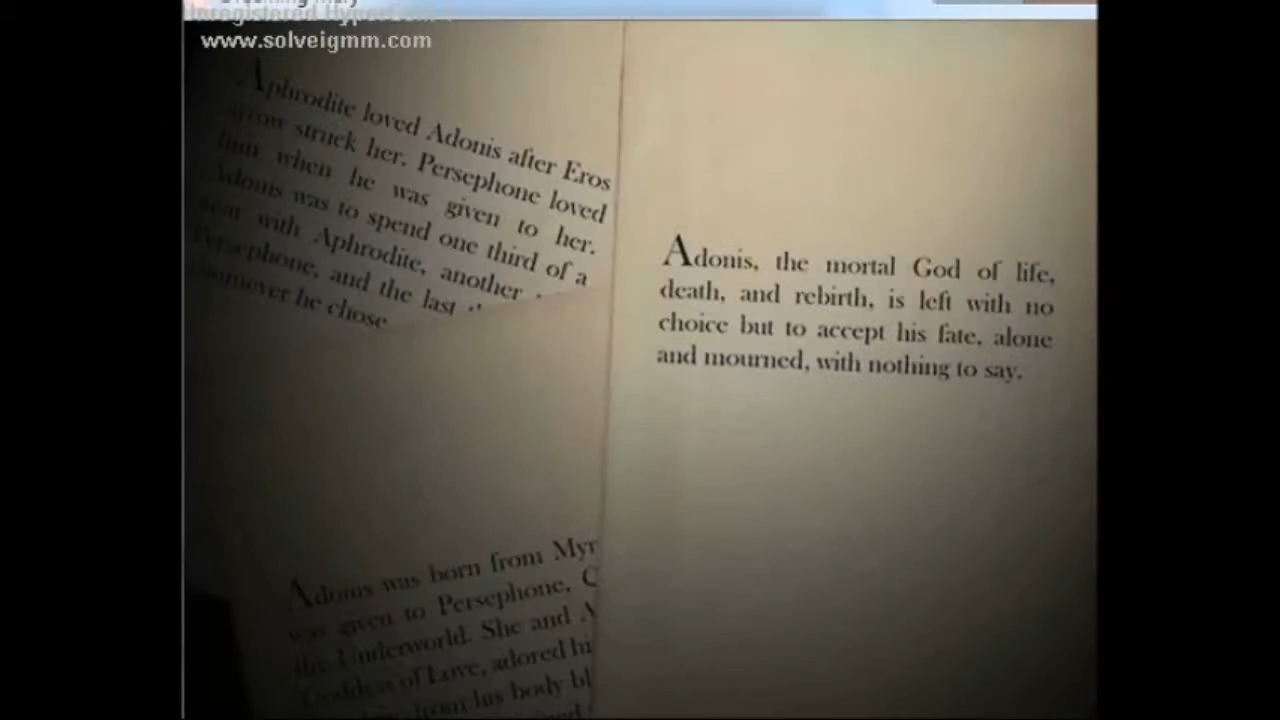 Unregistered Hyper
www.solveigmm.com
Aphrodite loved Adonis after Eros
arrow struck her. Persephone loved
him when he was given to her.
Adonis was to spend one third of a
year with Aphrodite, another
Persephone, and the last
whomever he chose
Adonis, the mortal God of life,
death, and rebirth, is left with no
choice but to accept his fate, alone
and mourned, with nothing to say.
Adonis was born from Myr
was given to Persephone, Q
the Underworld. She and A
Goddess of Love, adored hi
from his body bl